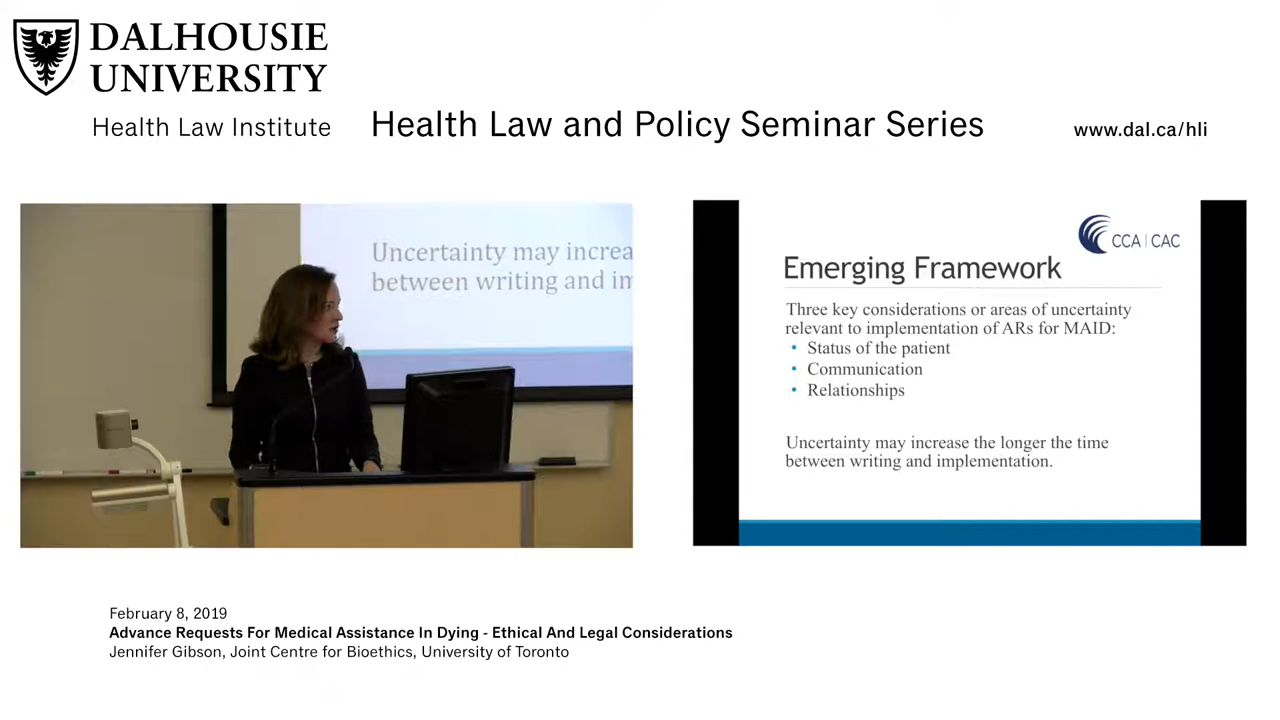 DALHOUSIE
UNIVERSITY
Health Law Institute
Health Law and Policy Seminar Series
www.dal.ca/hli
Uncertainty may increa
between writing and im
CCA | CAC
Emerging Framework
Three key considerations or areas of uncertainty
relevant to implementation of ARs for MAID:
• Status of the patient
• Communication
• Relationships
Uncertainty may increase the longer the time
between writing and implementation.
February 8, 2019
Advance Requests For Medical Assistance In Dying - Ethical And Legal Considerations
Jennifer Gibson, Joint Centre for Bioethics, University of Toronto